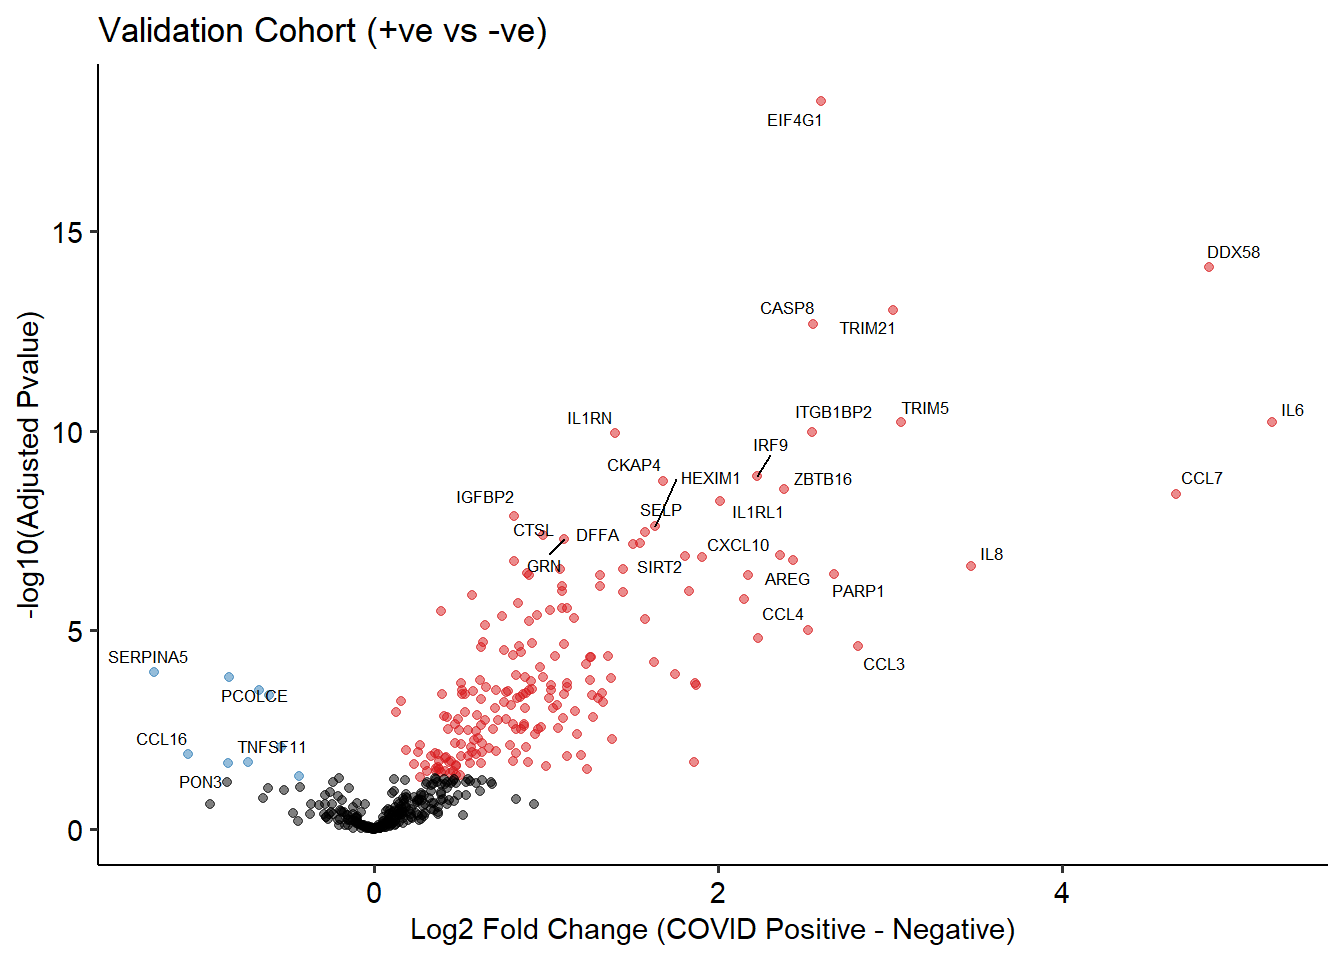 Validation Cohort (+ve vs -ve)
EIF4G1
15
DDX58
CASP8
TRIM21
ITGB1BP2
TRIM5
IL6
IL1RN
10
IRF9
CKAP4
HEXIM1
ZBTB16
CCL7
IGFBP2
SELP
IL1RL1
CTSL
DFFA
CXCL10
IL8
GRN
SIRT2
AREG
PARP1
CCL4
5
CCL3
SERPINA5
PCOLCE
CCL16
TNFSF11
PON3
0
0
2
4
-log10(Adjusted Pvalue)
Log2 Fold Change (COVID Positive - Negative)